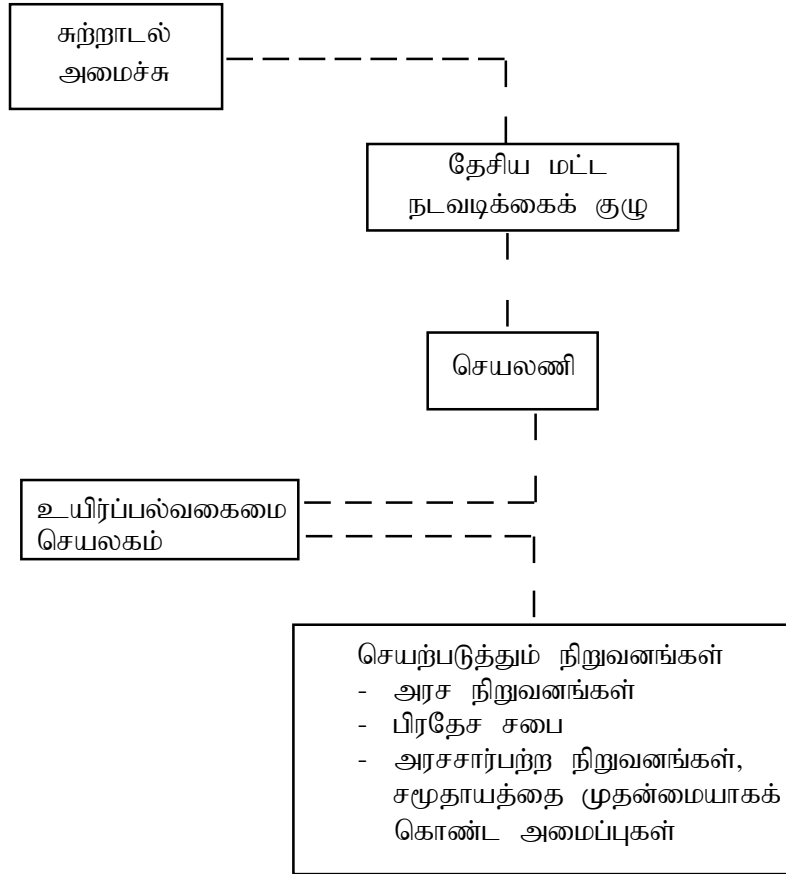 சுற்றாடல்
அமைச்சு
தேசிய மட்ட
நடவடிக்கைக் குழு
செயலணி
உயிர்ப்பல்வகைமை
செயலகம்
செயற்படுத்தும் நிறுவனங்கள்
- அரச நிறுவனங்கள்
- பிரதேச சபை
- அரசசார்பற்ற நிறுவனங்கள்,
சமூதாயத்தை முதன்மையாகக்
கொண்ட அமைப்புகள்